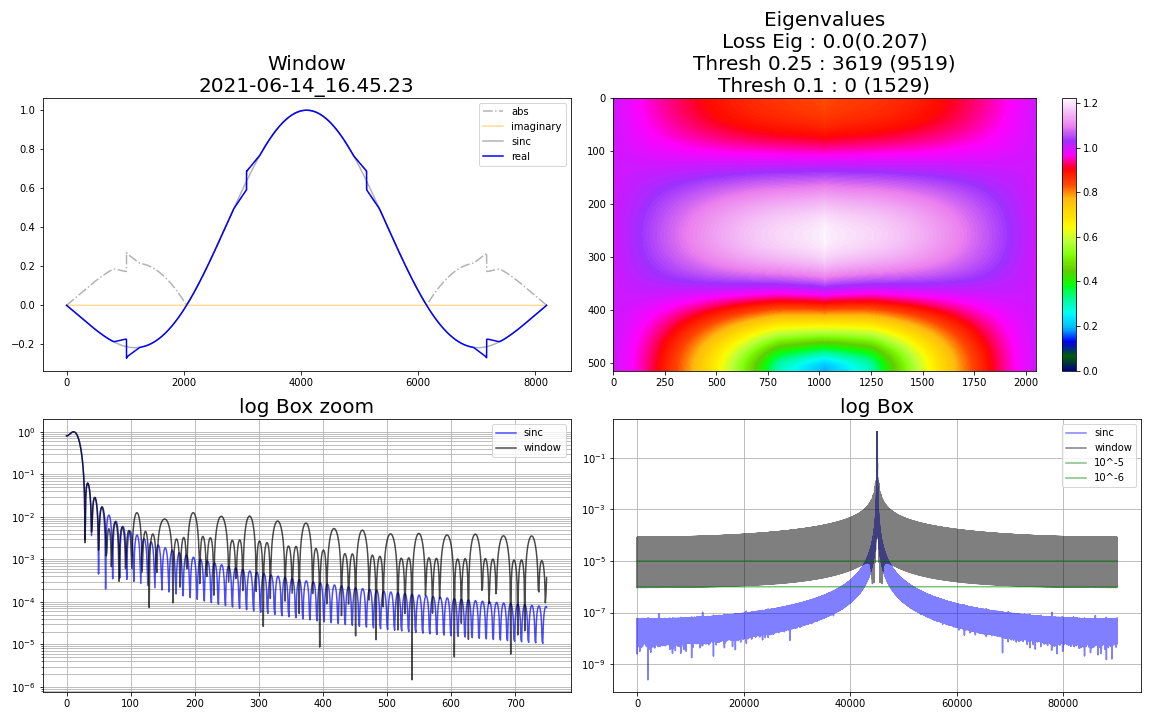 Window
2021-06-14_16.45.23
1.0
0.8
0.6
0.4
0.2
0.0
−0.2
0 2000 4000 6000 8000
abs
imaginary
sinc
real
Eigenvalues
Loss Eig : 0.0(0.207)
Thresh 0.25 : 3619 (9519)
Thresh 0.1 : 0 (1529)
0
100
200
300
400
500
0 250 500 750 1000 1250 1500 1750 2000
1.2
1.0
0.8
0.6
0.4
0.2
0.0
log Box zoom
10^0
10^−1
10^−2
10^−3
10^−4
10^−5
10^−6
0 100 200 300 400 500 600 700
sinc
window
log Box
10^−1
10^−3
10^−5
10^−7
10^−9
0 20000 40000 60000 80000
sinc
window
10^-5
10^-6